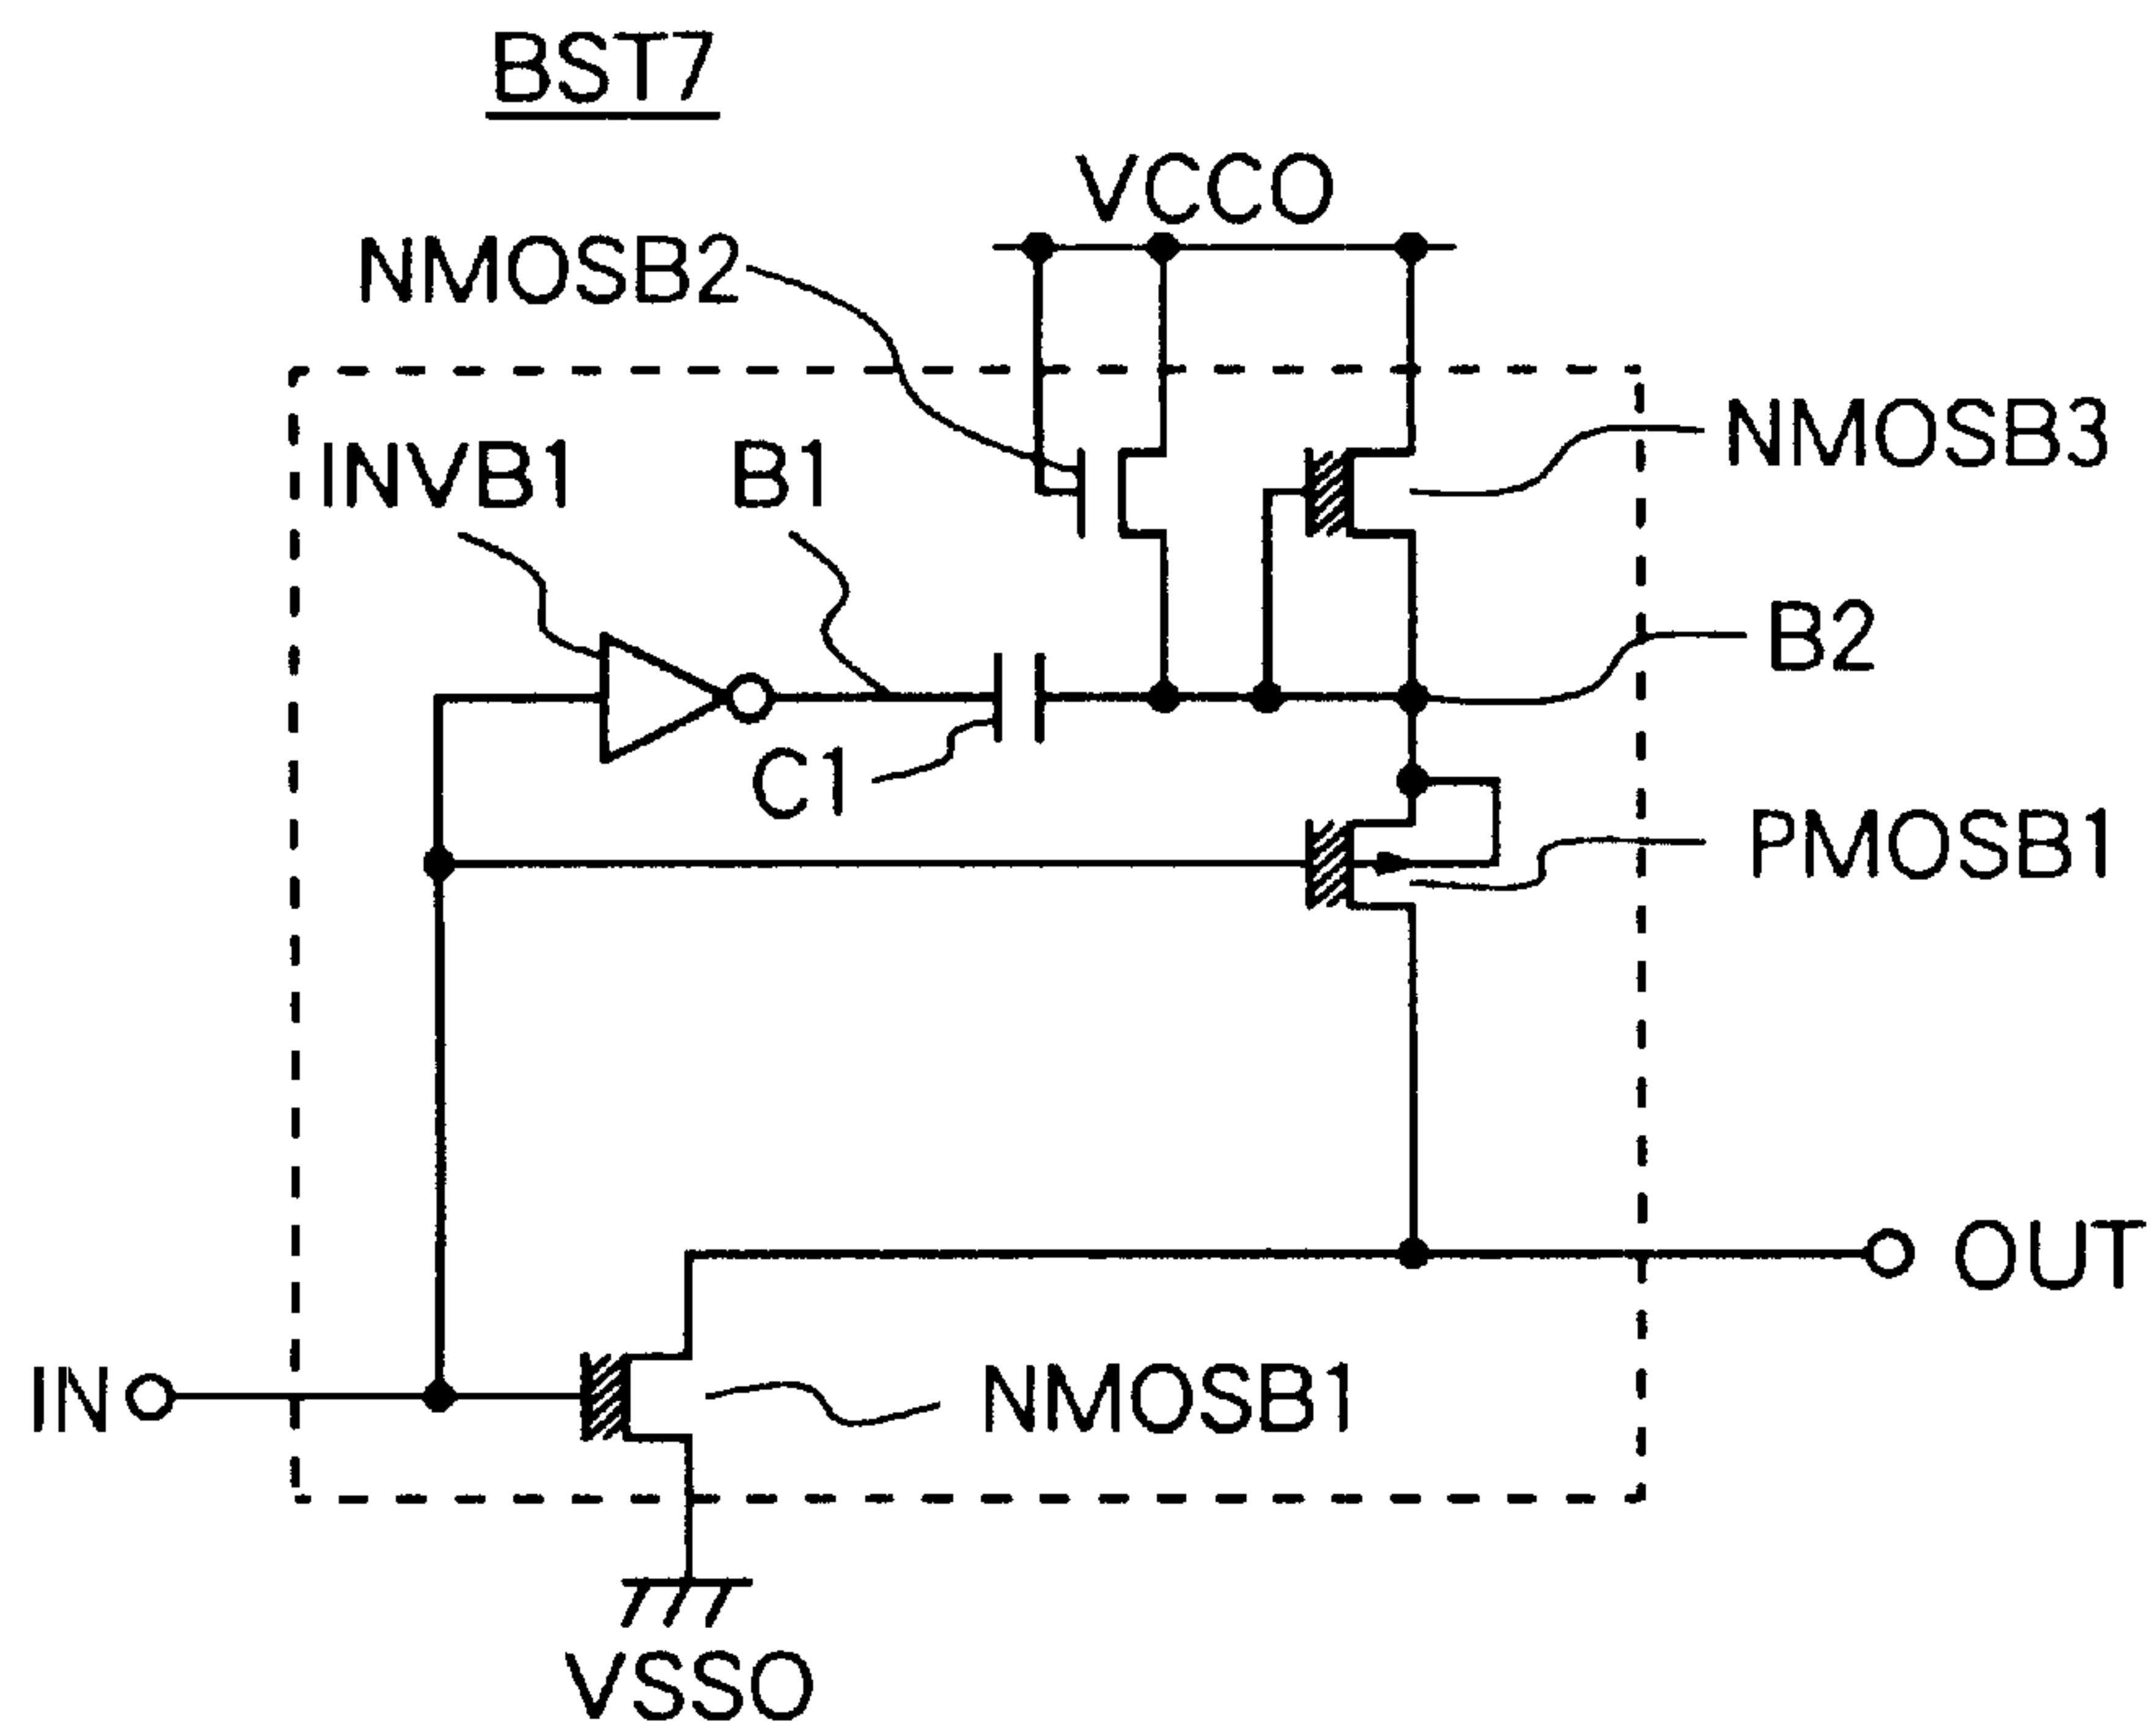 BST7
VCCO
NMOSB2
NMOSB3
INVB1
B1
B2
C1
PMOSB1
OUT
IN
NMOSB1
VSSO